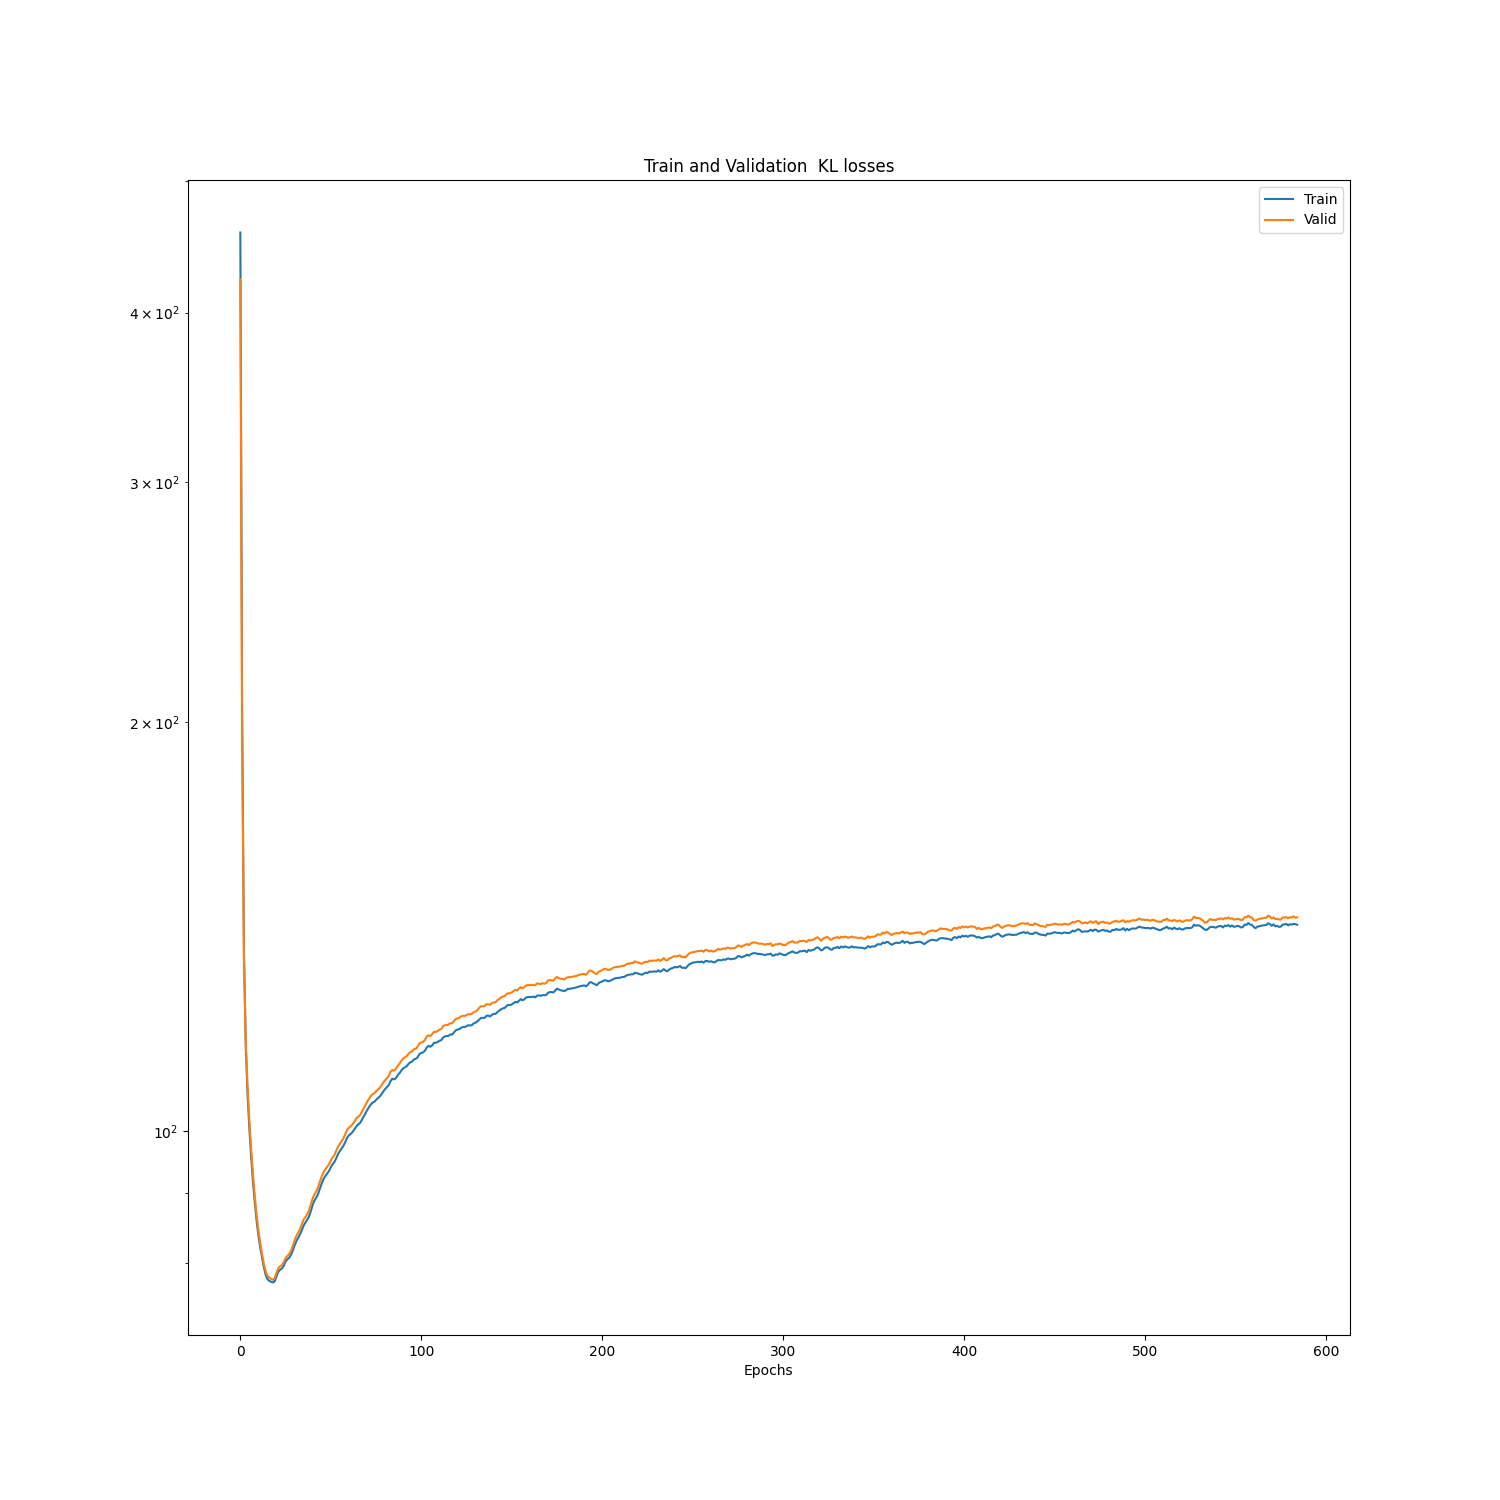 Train and Validation  KL losses
Train
Valid
4 × 10²
3 × 10²
2 × 10²
10²
0 100 200 300 400 500 600
Epochs